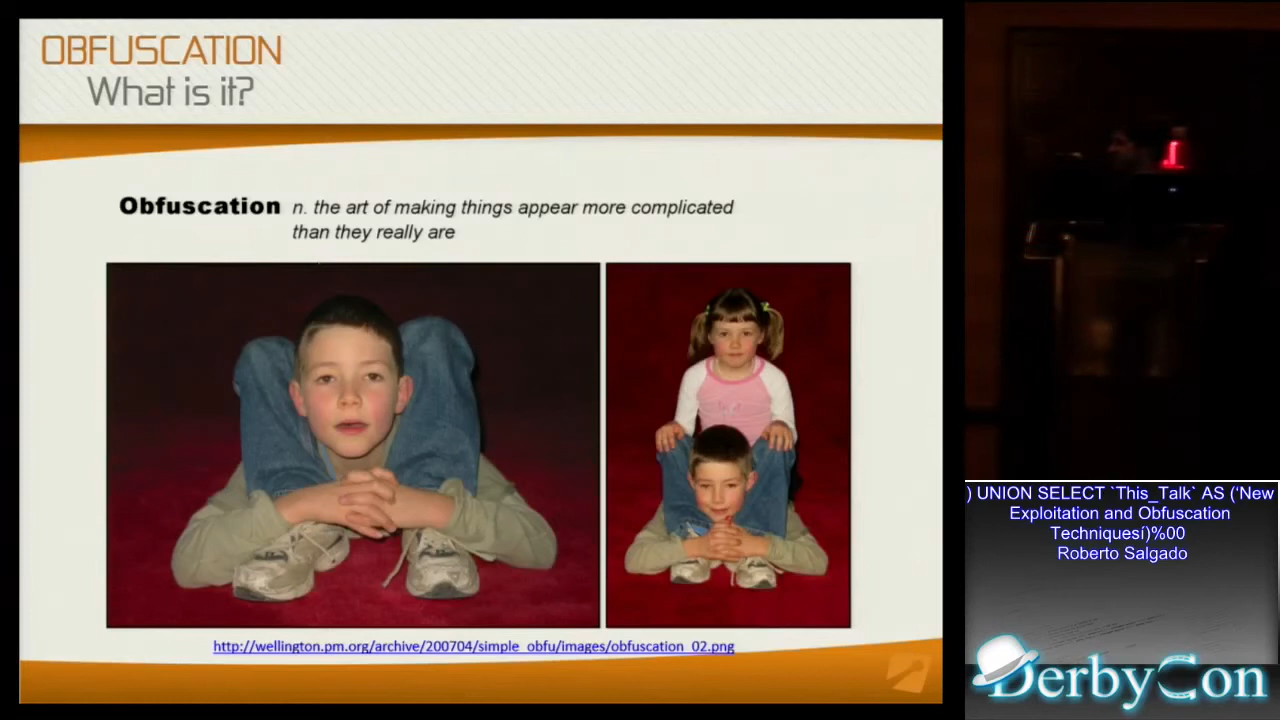 OBFUSCATION
What is it?
Obfuscation n. the art of making things appear more complicated
than they really are
http://wellington.pm.org/archive/200704/simple_obfu/images/obfuscation_02.png
) UNION SELECT `This_Talk` AS (‘New
Exploitation and Obfuscation
Techniquesí)%00
Roberto Salgado
DerbyCon